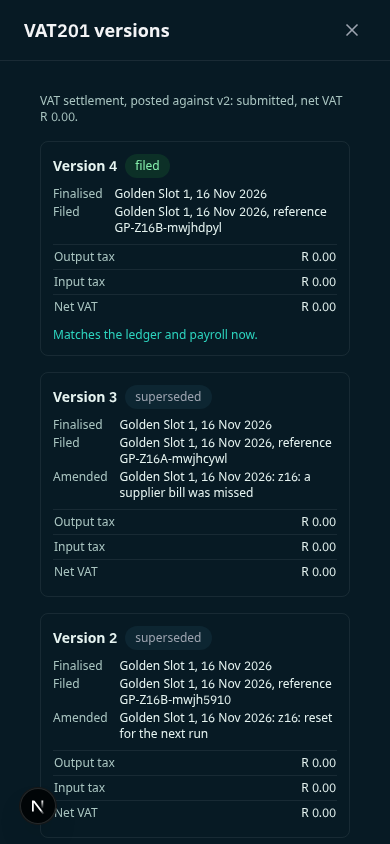 VAT201 versions
VAT settlement, posted against v2: submitted, net VAT
R 0.00.
Version 4 filed
Finalised Golden Slot 1, 16 Nov 2026
Filed Golden Slot 1, 16 Nov 2026, reference
GP-Z16B-mwjhdpyl
Output tax R 0.00
Input tax R 0.00
Net VAT R 0.00
Matches the ledger and payroll now.
Version 3 superseded
Finalised Golden Slot 1, 16 Nov 2026
Filed Golden Slot 1, 16 Nov 2026, reference
GP-Z16A-mwjhcywl
Amended Golden Slot 1, 16 Nov 2026: z16: a
supplier bill was missed
Output tax R 0.00
Input tax R 0.00
Net VAT R 0.00
Version 2 superseded
Finalised Golden Slot 1, 16 Nov 2026
Filed Golden Slot 1, 16 Nov 2026, reference
GP-Z16B-mwjh5910
Amended Golden Slot 1, 16 Nov 2026: z16: reset
for the next run
Output tax R 0.00
Input tax R 0.00
N Net VAT R 0.00